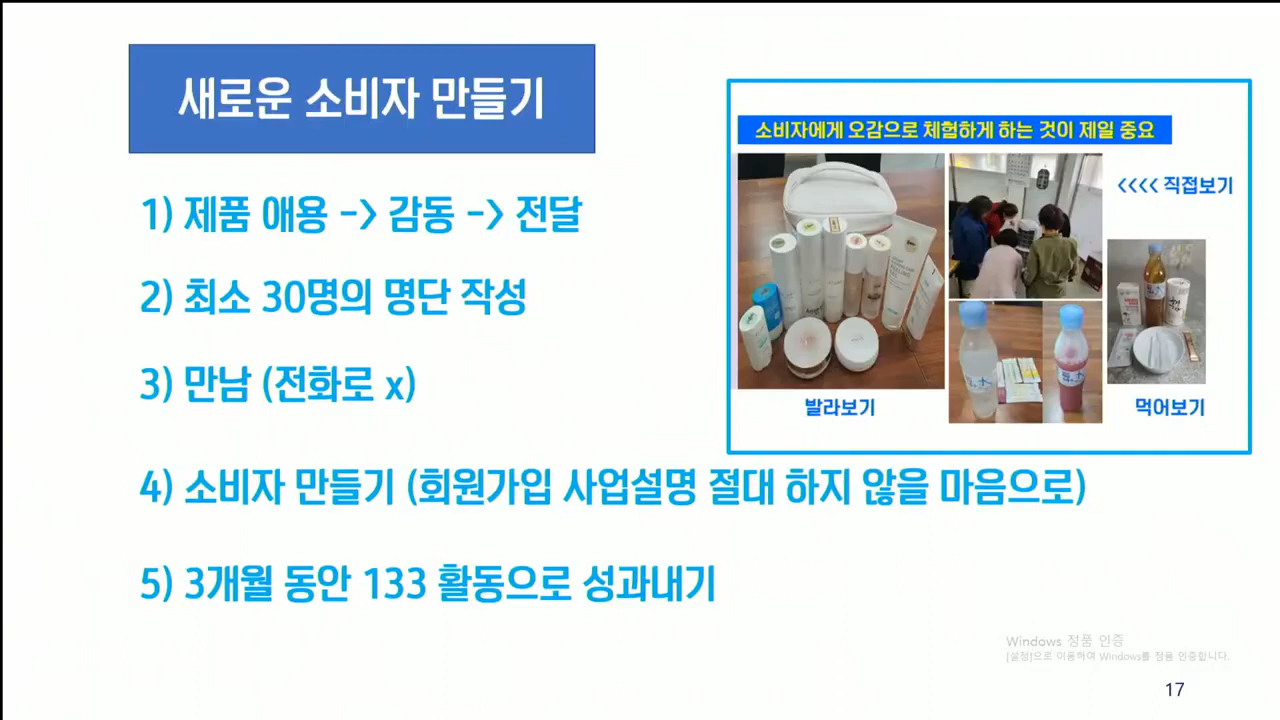 새로운 소비자 만들기
소비자에게 오감으로 체험하게 하는 것이 제일 중요
<<<< 직접보기
발라보기
먹어보기
1) 제품 애용 -> 감동 -> 전달
2) 최소 30명의 명단 작성
3) 만남 (전화로 x)
4) 소비자 만들기 (회원가입 사업설명 절대 하지 않을 마음으로)
5) 3개월 동안 133 활동으로 성과내기
Windows 정품 인증
[설정]으로 이동하여 Windows를 정품 인증합니다.
17